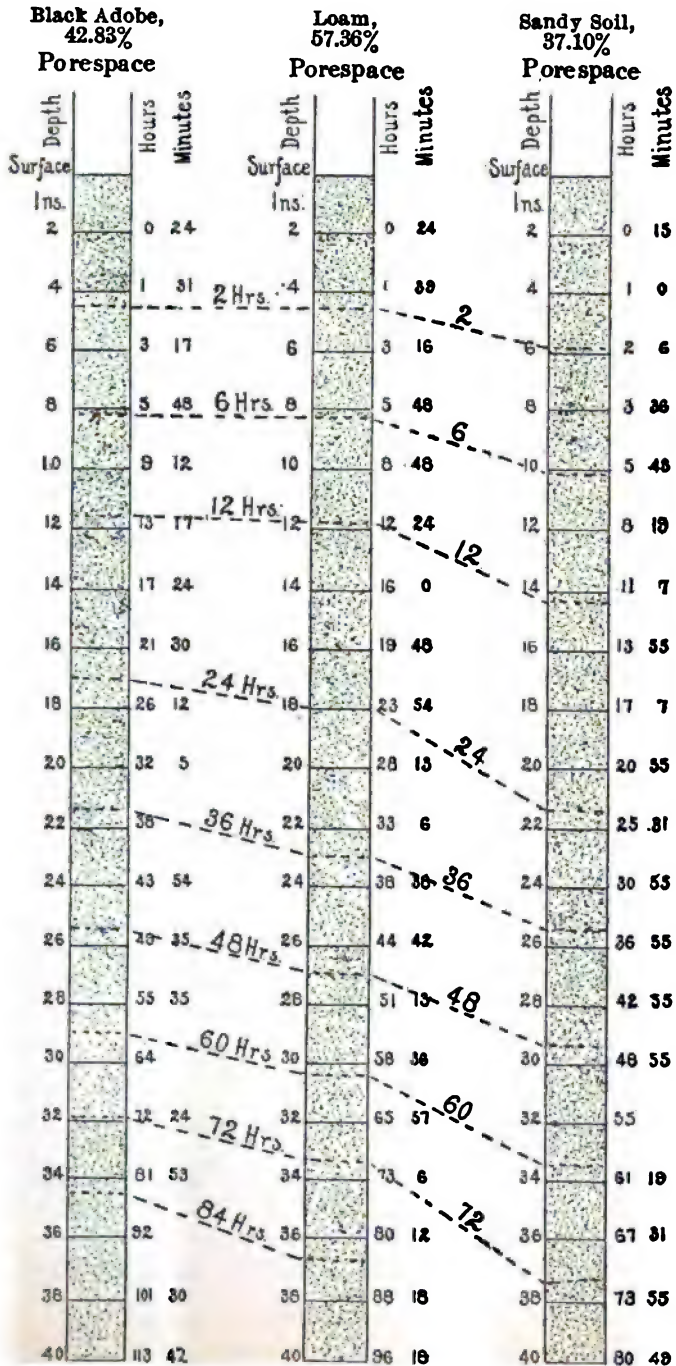 Black Adobe, Loam, Sandy Soil,
42.83% 57.36% 37.10%
Porespace Porespace Porespace
Depth Hours Minutes Depth Hours Minutes Depth Hours Minutes
Surface Surface Surface
Ins. Ins. Ins.
2 0 24 2 0 24 2 0 15
4 1 31 2 Hrs. 4 1 39 2 4 1 0
6 3 17 6 3 16 6 2 6
8 5 48 6 Hrs. 8 5 48 6 8 3 36
10 9 12 10 8 48 10 5 48
12 13 17 12 Hrs. 12 12 24 12 12 8 19
14 17 24 14 16 0 14 11 7
16 21 30 16 19 48 16 13 55
18 26 12 24 Hrs. 18 23 54 24 18 17 7
20 32 5 20 28 13 20 20 55
22 38 36 Hrs. 22 33 6 22 25 31
24 43 54 24 38 36 36 24 30 55
26 35 48 Hrs. 26 44 42 48 26 36 55
28 55 35 28 51 13 28 42 55
30 64 60 Hrs. 30 58 36 60 30 48 55
32 24 72 Hrs. 32 65 57 32 55
34 81 53 34 73 6 34 61 19
36 92 84 Hrs. 36 80 12 72 36 67 31
38 101 30 38 88 18 38 73 55
40 113 42 40 96 18 40 80 49